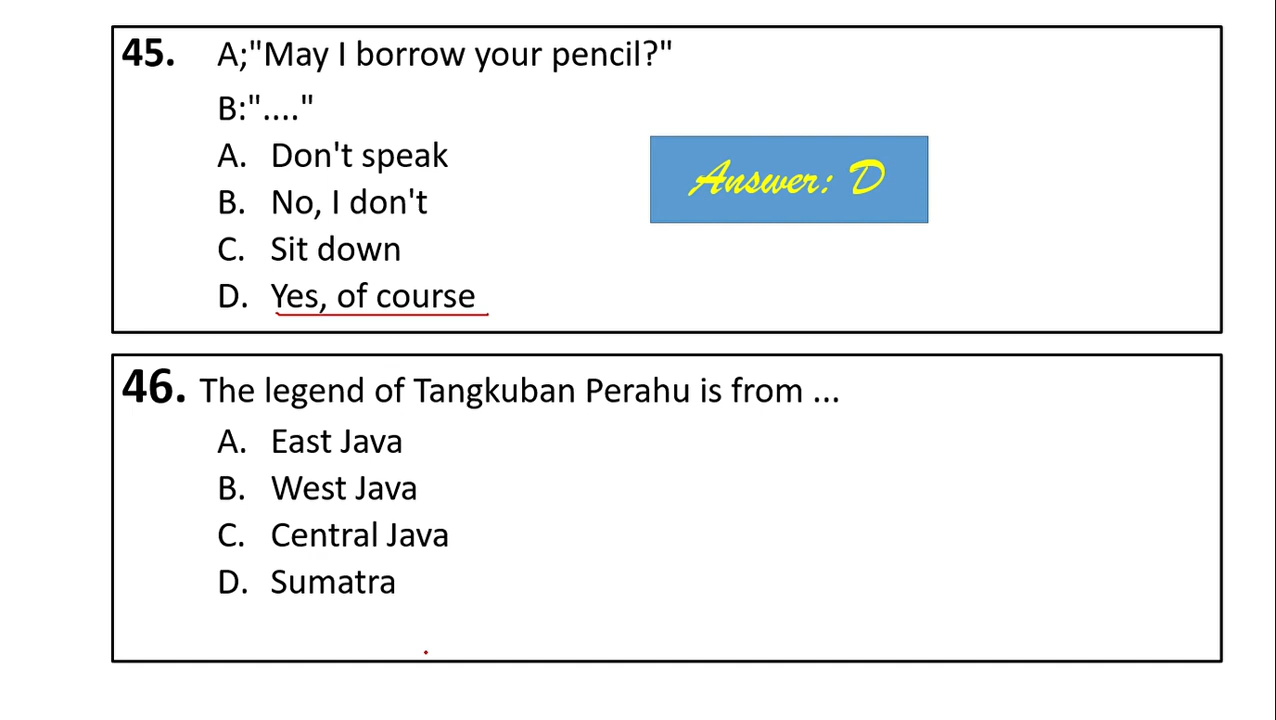 45. A;"May I borrow your pencil?"
B:"...."
A. Don't speak
B. No, I don't
C. Sit down
D. Yes, of course
Answer: D
46. The legend of Tangkuban Perahu is from ...
A. East Java
B. West Java
C. Central Java
D. Sumatra